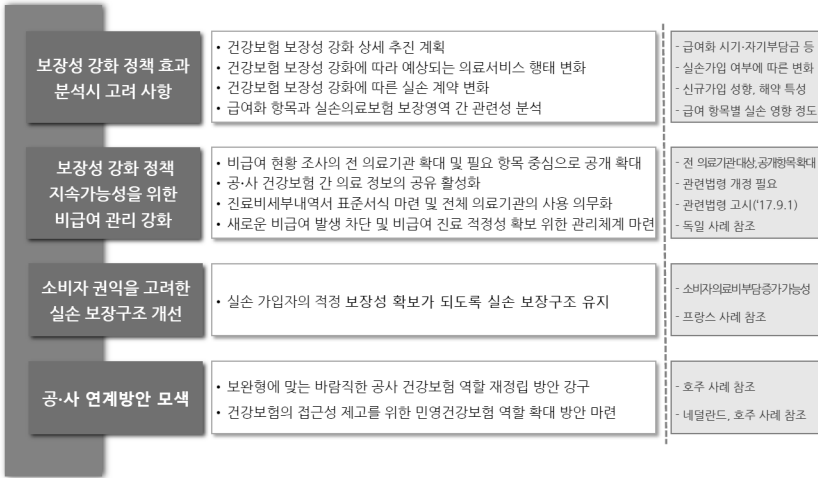 보장성 강화 정책 효과
분석시 고려 사항
• 건강보험 보장성 강화 상세 추진 계획
• 건강보험 보장성 강화에 따라 예상되는 의료서비스 행태 변화
• 건강보험 보장성 강화에 따른 실손 계약 변화
• 급여화 항목과 실손의료보험 보장영역 간 관련성 분석
- 급여화 시기·자기부담금 등
- 실손가입 여부에 따른 변화
- 신규가입 성향, 해약 특성
- 급여 항목별 실손 영향 정도
보장성 강화 정책
지속가능성을 위한
비급여 관리 강화
• 비급여 현황 조사의 전 의료기관 확대 및 필요 항목 중심으로 공개 확대
• 공·사 건강보험 간 의료 정보의 공유 활성화
• 진료비세부내역서 표준서식 마련 및 전체 의료기관의 사용 의무화
• 새로운 비급여 발생 차단 및 비급여 진료 적정성 확보 위한 관리체계 마련
- 전 의료기관대상,공개항목확대
- 관련법령 개정 필요
- 관련법령 고시('17.9.1)
- 독일 사례 참조
소비자 권익을 고려한
실손 보장구조 개선
• 실손 가입자의 적정 보장성 확보가 되도록 실손 보장구조 유지
- 소비자의료비부담증가가능성
- 프랑스 사례 참조
공·사 연계방안 모색
• 보완형에 맞는 바람직한 공사 건강보험 역할 재정립 방안 강구
• 건강보험의 접근성 제고를 위한 민영건강보험 역할 확대 방안 마련
- 호주 사례 참조
- 네덜란드, 호주 사례 참조